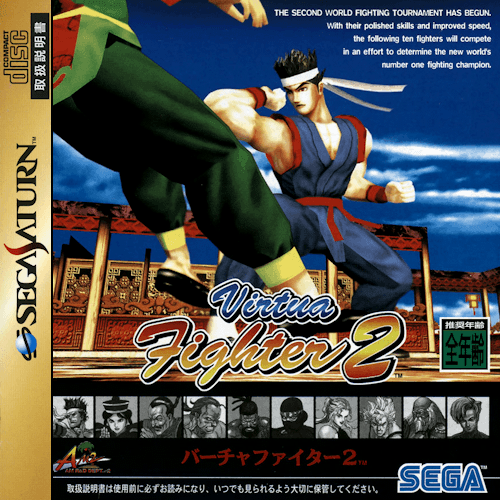 COMPACT
disc
取扱説明書
SEGA SATURN™
THE SECOND WORLD FIGHTING TOURNAMENT HAS BEGUN.
With their polished skills and improved speed,
the following ten fighters will compete
in an effort to determine the new world's
number one fighting champion.
Virtua
Fighter 2™
推奨年齢
全年齢
バーチャファイター2™
SEGA
取扱説明書は使用前に必ずお読みになり、いつでも見られるよう大切に保管してください。